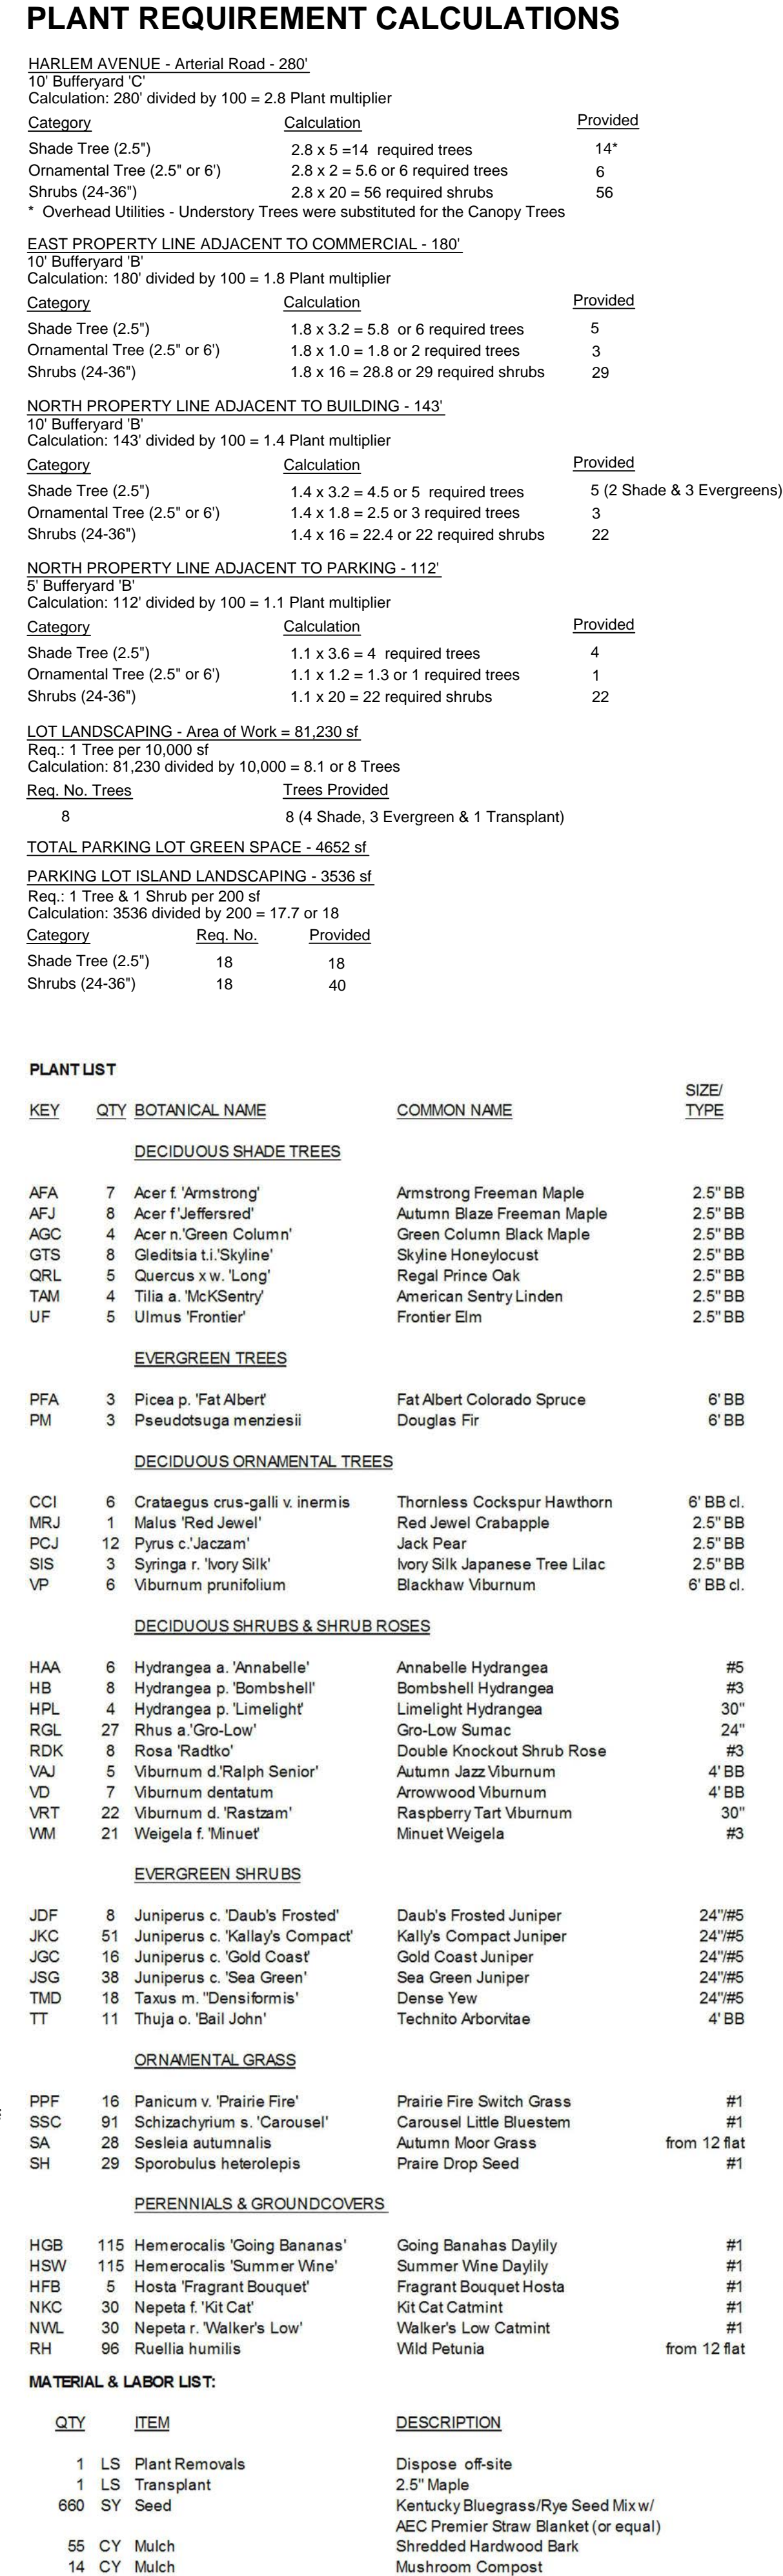 PLANT REQUIREMENT CALCULATIONS
HARLEM AVENUE - Arterial Road - 280'
10' Bufferyard 'C'
Calculation: 280' divided by 100 = 2.8 Plant multiplier
Category Calculation Provided
Shade Tree (2.5") 2.8 x 5 =14 required trees 14*
Ornamental Tree (2.5" or 6') 2.8 x 2 = 5.6 or 6 required trees 6
Shrubs (24-36") 2.8 x 20 = 56 required shrubs 56
* Overhead Utilities - Understory Trees were substituted for the Canopy Trees
EAST PROPERTY LINE ADJACENT TO COMMERCIAL - 180'
10' Bufferyard 'B'
Calculation: 180' divided by 100 = 1.8 Plant multiplier
Category Calculation Provided
Shade Tree (2.5") 1.8 x 3.2 = 5.8 or 6 required trees 5
Ornamental Tree (2.5" or 6') 1.8 x 1.0 = 1.8 or 2 required trees 3
Shrubs (24-36") 1.8 x 16 = 28.8 or 29 required shrubs 29
NORTH PROPERTY LINE ADJACENT TO BUILDING - 143'
10' Bufferyard 'B'
Calculation: 143' divided by 100 = 1.4 Plant multiplier
Category Calculation Provided
Shade Tree (2.5") 1.4 x 3.2 = 4.5 or 5 required trees 5 (2 Shade & 3 Evergreens)
Ornamental Tree (2.5" or 6') 1.4 x 1.8 = 2.5 or 3 required trees 3
Shrubs (24-36") 1.4 x 16 = 22.4 or 22 required shrubs 22
NORTH PROPERTY LINE ADJACENT TO PARKING - 112'
5' Bufferyard 'B'
Calculation: 112' divided by 100 = 1.1 Plant multiplier
Category Calculation Provided
Shade Tree (2.5") 1.1 x 3.6 = 4 required trees 4
Ornamental Tree (2.5" or 6') 1.1 x 1.2 = 1.3 or 1 required trees 1
Shrubs (24-36") 1.1 x 20 = 22 required shrubs 22
LOT LANDSCAPING - Area of Work = 81,230 sf
Req.: 1 Tree per 10,000 sf
Calculation: 81,230 divided by 10,000 = 8.1 or 8 Trees
Req. No. Trees Trees Provided
8 8 (4 Shade, 3 Evergreen & 1 Transplant)
TOTAL PARKING LOT GREEN SPACE - 4652 sf
PARKING LOT ISLAND LANDSCAPING - 3536 sf
Req.: 1 Tree & 1 Shrub per 200 sf
Calculation: 3536 divided by 200 = 17.7 or 18
Category Req. No. Provided
Shade Tree (2.5") 18 18
Shrubs (24-36") 18 40
PLANT LIST
SIZE/
KEY QTY BOTANICAL NAME COMMON NAME TYPE
DECIDUOUS SHADE TREES
AFA 7 Acer f. 'Armstrong' Armstrong Freeman Maple 2.5" BB
AFJ 8 Acer f'Jeffersred' Autumn Blaze Freeman Maple 2.5" BB
AGC 4 Acer n.'Green Column' Green Column Black Maple 2.5" BB
GTS 8 Gleditsia t.i.'Skyline' Skyline Honeylocust 2.5" BB
QRL 5 Quercus x w. 'Long' Regal Prince Oak 2.5" BB
TAM 4 Tilia a. 'McKSentry' American Sentry Linden 2.5" BB
UF 5 Ulmus 'Frontier' Frontier Elm 2.5" BB
EVERGREEN TREES
PFA 3 Picea p. 'Fat Albert' Fat Albert Colorado Spruce 6' BB
PM 3 Pseudotsuga menziesii Douglas Fir 6' BB
DECIDUOUS ORNAMENTAL TREES
CCI 6 Crataegus crus-galli v. inermis Thornless Cockspur Hawthorn 6' BB cl.
MRJ 1 Malus 'Red Jewel' Red Jewel Crabapple 2.5" BB
PCJ 12 Pyrus c.'Jaczam' Jack Pear 2.5" BB
SIS 3 Syringa r. 'Ivory Silk' Ivory Silk Japanese Tree Lilac 2.5" BB
VP 6 Viburnum prunifolium Blackhaw Viburnum 6' BB cl.
DECIDUOUS SHRUBS & SHRUB ROSES
HAA 6 Hydrangea a. 'Annabelle' Annabelle Hydrangea #5
HB 8 Hydrangea p. 'Bombshell' Bombshell Hydrangea #3
HPL 4 Hydrangea p. 'Limelight' Limelight Hydrangea 30"
RGL 27 Rhus a.'Gro-Low' Gro-Low Sumac 24"
RDK 8 Rosa 'Radtko' Double Knockout Shrub Rose #3
VAJ 5 Viburnum d.'Ralph Senior' Autumn Jazz Viburnum 4' BB
VD 7 Viburnum dentatum Arrowwood Viburnum 4' BB
VRT 22 Viburnum d. 'Rastzam' Raspberry Tart Viburnum 30"
WM 21 Weigela f. 'Minuet' Minuet Weigela #3
EVERGREEN SHRUBS
JDF 8 Juniperus c. 'Daub's Frosted' Daub's Frosted Juniper 24"/#5
JKC 51 Juniperus c. 'Kallay's Compact' Kally's Compact Juniper 24"/#5
JGC 16 Juniperus c. 'Gold Coast' Gold Coast Juniper 24"/#5
JSG 38 Juniperus c. 'Sea Green' Sea Green Juniper 24"/#5
TMD 18 Taxus m. "Densiformis' Dense Yew 24"/#5
TT 11 Thuja o. 'Bail John' Technito Arborvitae 4' BB
ORNAMENTAL GRASS
PPF 16 Panicum v. 'Prairie Fire' Prairie Fire Switch Grass #1
SSC 91 Schizachyrium s. 'Carousel' Carousel Little Bluestem #1
SA 28 Sesleia autumnalis Autumn Moor Grass from 12 flat
SH 29 Sporobulus heterolepis Praire Drop Seed #1
PERENNIALS & GROUNDCOVERS
HGB 115 Hemerocalis 'Going Bananas' Going Banahas Daylily #1
HSW 115 Hemerocalis 'Summer Wine' Summer Wine Daylily #1
HFB 5 Hosta 'Fragrant Bouquet' Fragrant Bouquet Hosta #1
NKC 30 Nepeta f. 'Kit Cat' Kit Cat Catmint #1
NWL 30 Nepeta r. 'Walker's Low' Walker's Low Catmint #1
RH 96 Ruellia humilis Wild Petunia from 12 flat
MATERIAL & LABOR LIST:
QTY ITEM DESCRIPTION
1 LS Plant Removals Dispose off-site
1 LS Transplant 2.5" Maple
660 SY Seed Kentucky Bluegrass/Rye Seed Mix w/
AEC Premier Straw Blanket (or equal)
55 CY Mulch Shredded Hardwood Bark
14 CY Mulch Mushroom Compost